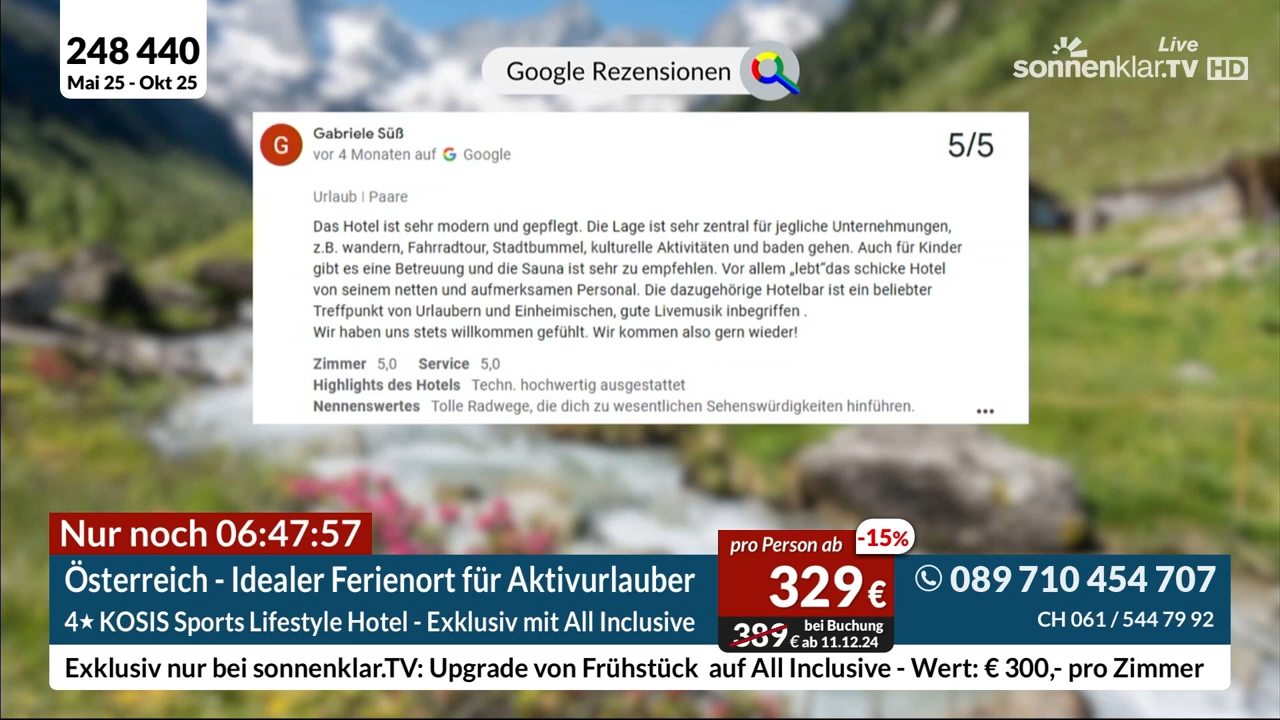 248 440
Mai 25 - Okt 25
Google Rezensionen
Live
sonnenklar.TV HD
G
Gabriele Süß
5/5
vor 4 Monaten auf G Google
Urlaub | Paare
Das Hotel ist sehr modern und gepflegt. Die Lage ist sehr zentral für jegliche Unternehmungen,
z.B. wandern, Fahrradtour, Stadtbummel, kulturelle Aktivitäten und baden gehen. Auch für Kinder
gibt es eine Betreuung und die Sauna ist sehr zu empfehlen. Vor allem „lebt“das schicke Hotel
von seinem netten und aufmerksamen Personal. Die dazugehörige Hotelbar ist ein beliebter
Treffpunkt von Urlaubern und Einheimischen, gute Livemusik inbegriffen .
Wir haben uns stets willkommen gefühlt. Wir kommen also gern wieder!
Zimmer 5,0 Service 5,0
Highlights des Hotels Techn. hochwertig ausgestattet
Nennenswertes Tolle Radwege, die dich zu wesentlichen Sehenswürdigkeiten hinführen.
Nur noch 06:47:57
Österreich - Idealer Ferienort für Aktivurlauber
4★ KOSIS Sports Lifestyle Hotel - Exklusiv mit All Inclusive
pro Person ab
-15%
329 €
389 € bei Buchung
ab 11.12.24
089 710 454 707
CH 061 / 544 79 92
Exklusiv nur bei sonnenklar.TV: Upgrade von Frühstück auf All Inclusive - Wert: € 300,- pro Zimmer